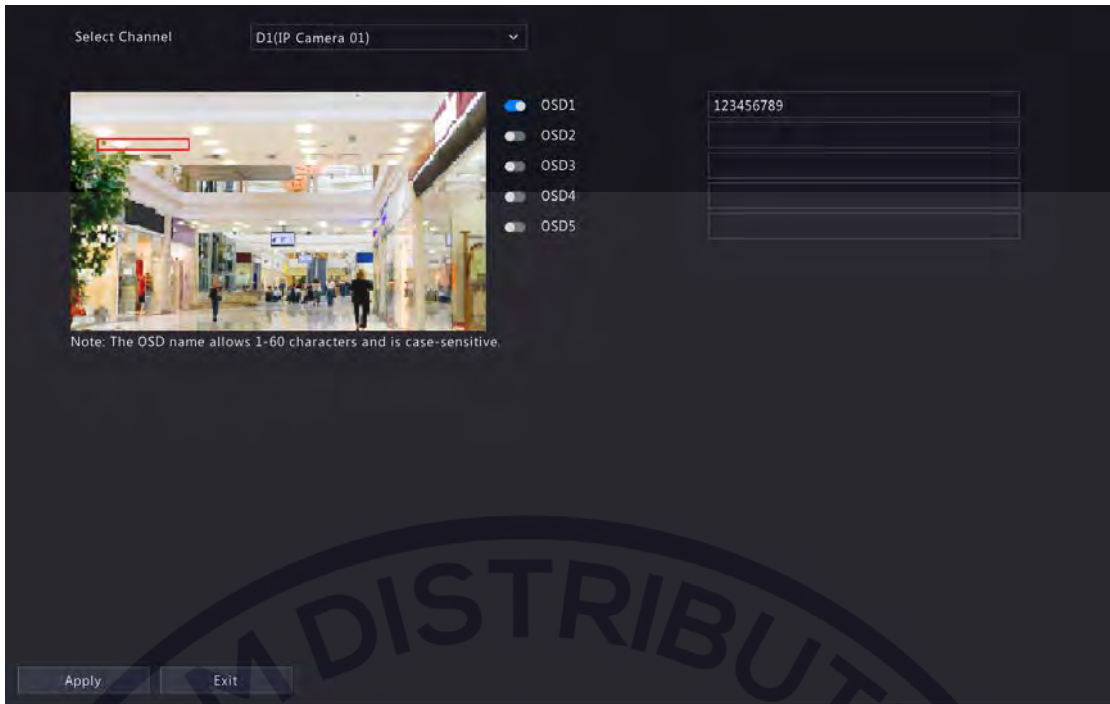 Select Channel D1(IP Camera 01)
OSD1 123456789
OSD2
OSD3
OSD4
OSD5
Note: The OSD name allows 1-60 characters and is case-sensitive.
Apply Exit